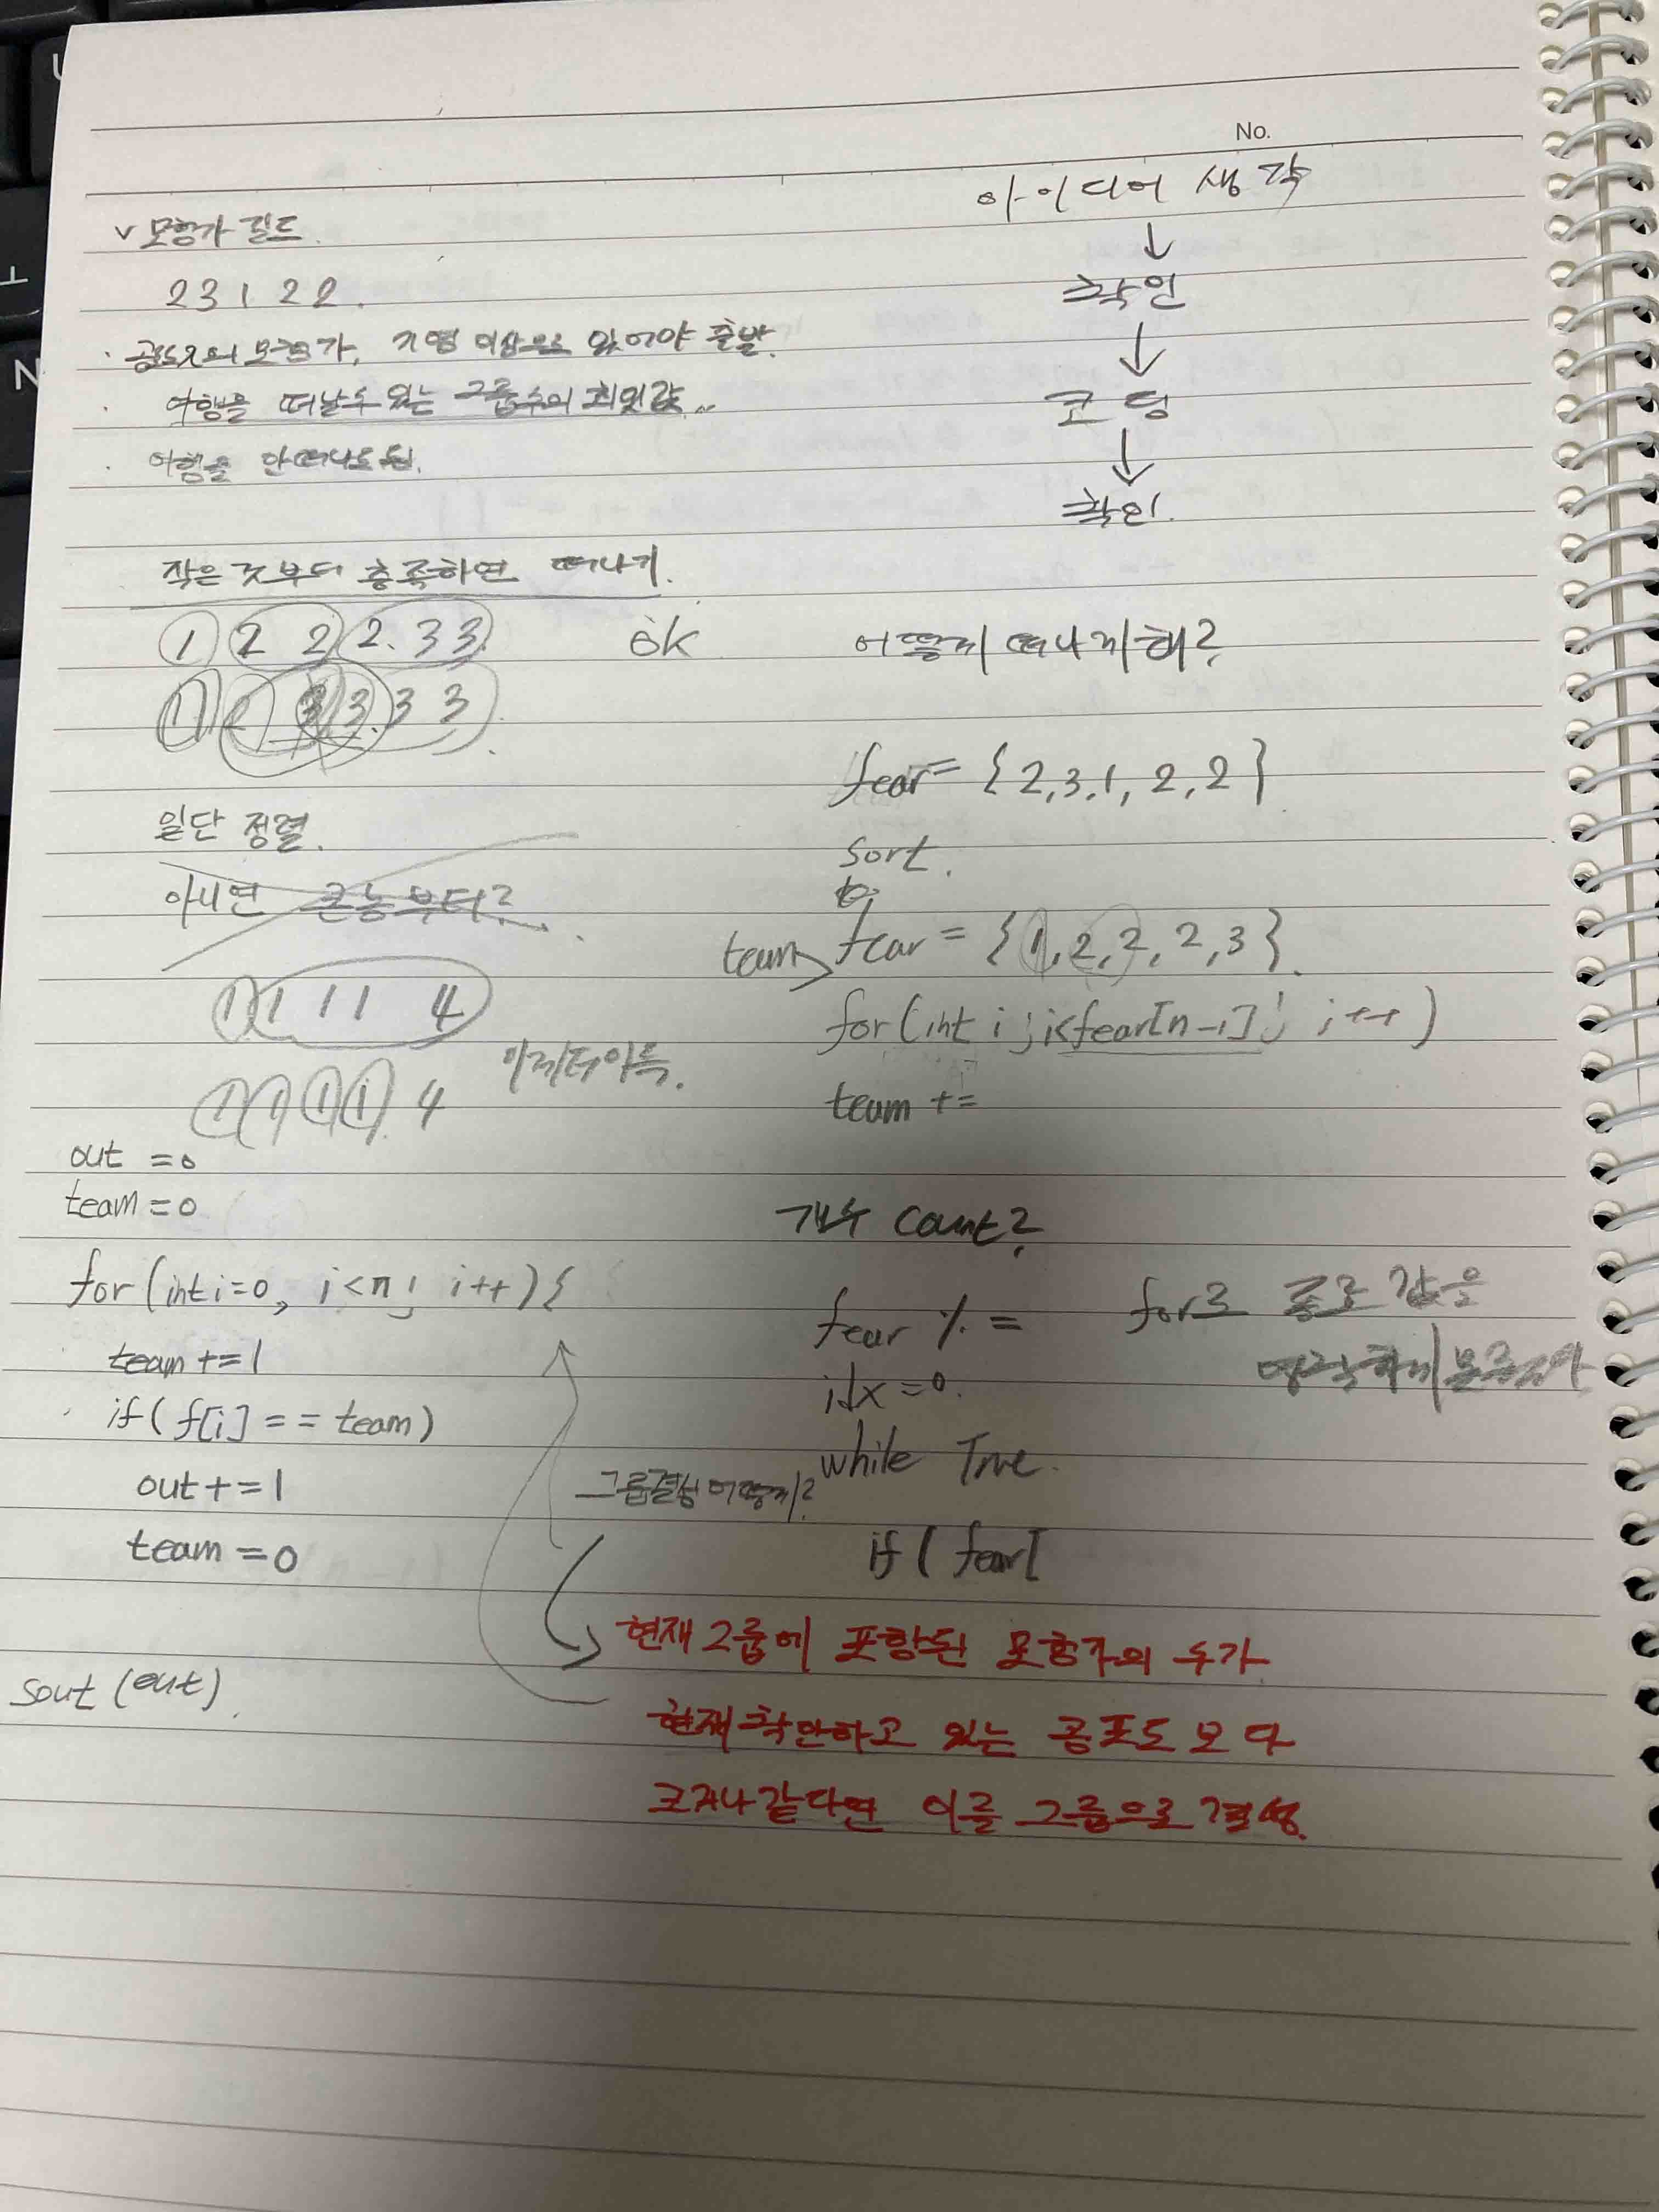 No.
아이디어 생각
↓
확인
↓
코딩
↓
확인.
v 모험가 길드.
2 3 1 2 2.
· 공포도 X의 모험가, X명 이상으로 있어야 출발.
· 여행을 떠날 수 있는 그룹수의 최댓값..
· 여행을 안떠나도 됨.
작은 것부터 충족하면 떠나기.
1 2 2 2. 3 3.
ok
1 2 3 3. 3 3.
일단 정렬.
아니면 큰놈부터?
1 1 1 1 4
1 1 1 1 4
이게 더 이득.
out = 0
team = 0
for (int i=0, i<n; i++) {
team += 1
if ( f[i] == team)
out += 1
team = 0
sout (out).
어떻게 떠나게 해?
fear = { 2, 3, 1, 2, 2 }
sort.
team
fear = { 1, 2, 2, 2, 3 }.
for (int i; i<fear[n-1]; i++)
team +=
개수 count?
fear % =
for로
idx = 0.
while True.
그룹결성 어떻게?
if ( fear[
현재 그룹에 포함된 모험가의 수가
현재 확인하고 있는 공포도보다
크거나 같다면 이를 그룹으로 결성.